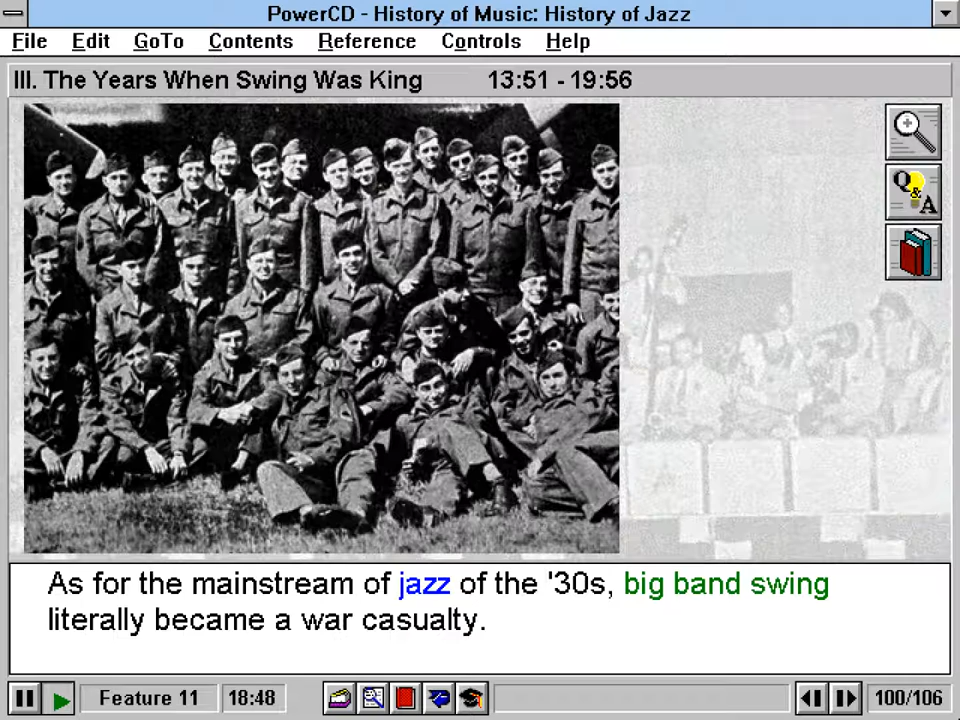 PowerCD - History of Music: History of Jazz
File Edit GoTo Contents Reference Controls Help
III. The Years When Swing Was King 13:51 - 19:56
Q&A
As for the mainstream of jazz of the '30s, big band swing
literally became a war casualty.
Feature 11 18:48 100/106